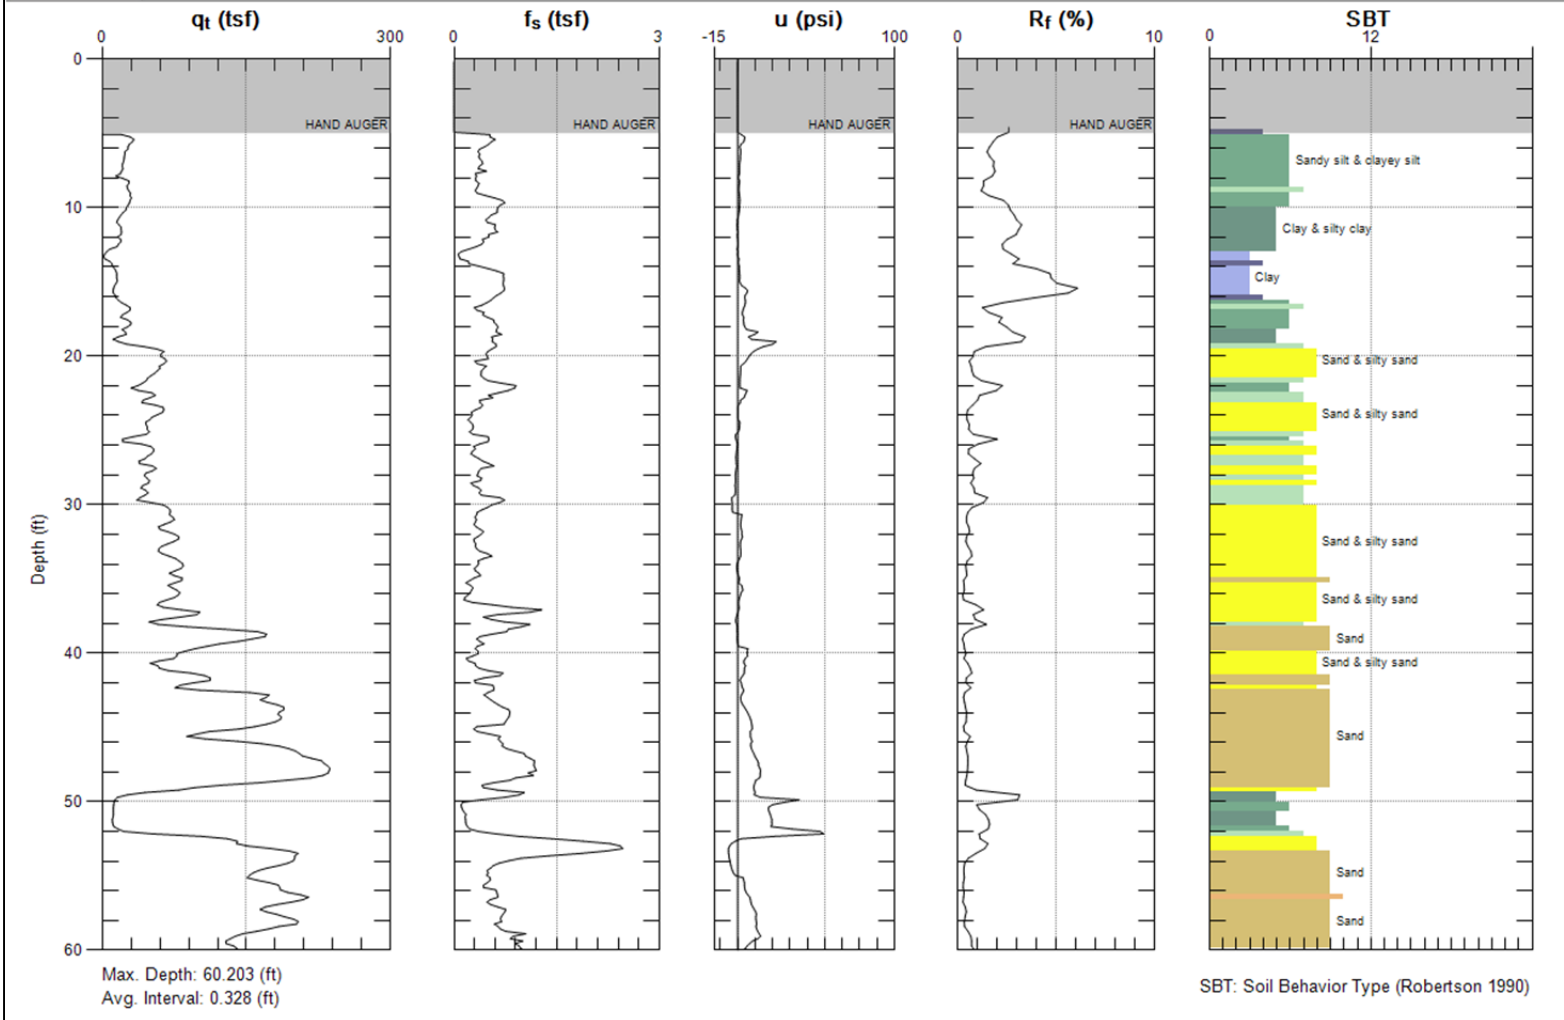 qt (tsf) fs (tsf) u (psi) Rf (%) SBT
0 300 0 3 -15 100 0 10 0 12
0
HAND AUGER HAND AUGER HAND AUGER HAND AUGER
Sandy silt & clayey silt
10
Clay & silty clay
Clay
20
Sand & silty sand
Sand & silty sand
30
Sand & silty sand
Depth (ft)
Sand & silty sand
Sand
40
Sand & silty sand
Sand
50
Sand
Sand
60
Max. Depth: 60.203 (ft)
Avg. Interval: 0.328 (ft)
SBT: Soil Behavior Type (Robertson 1990)